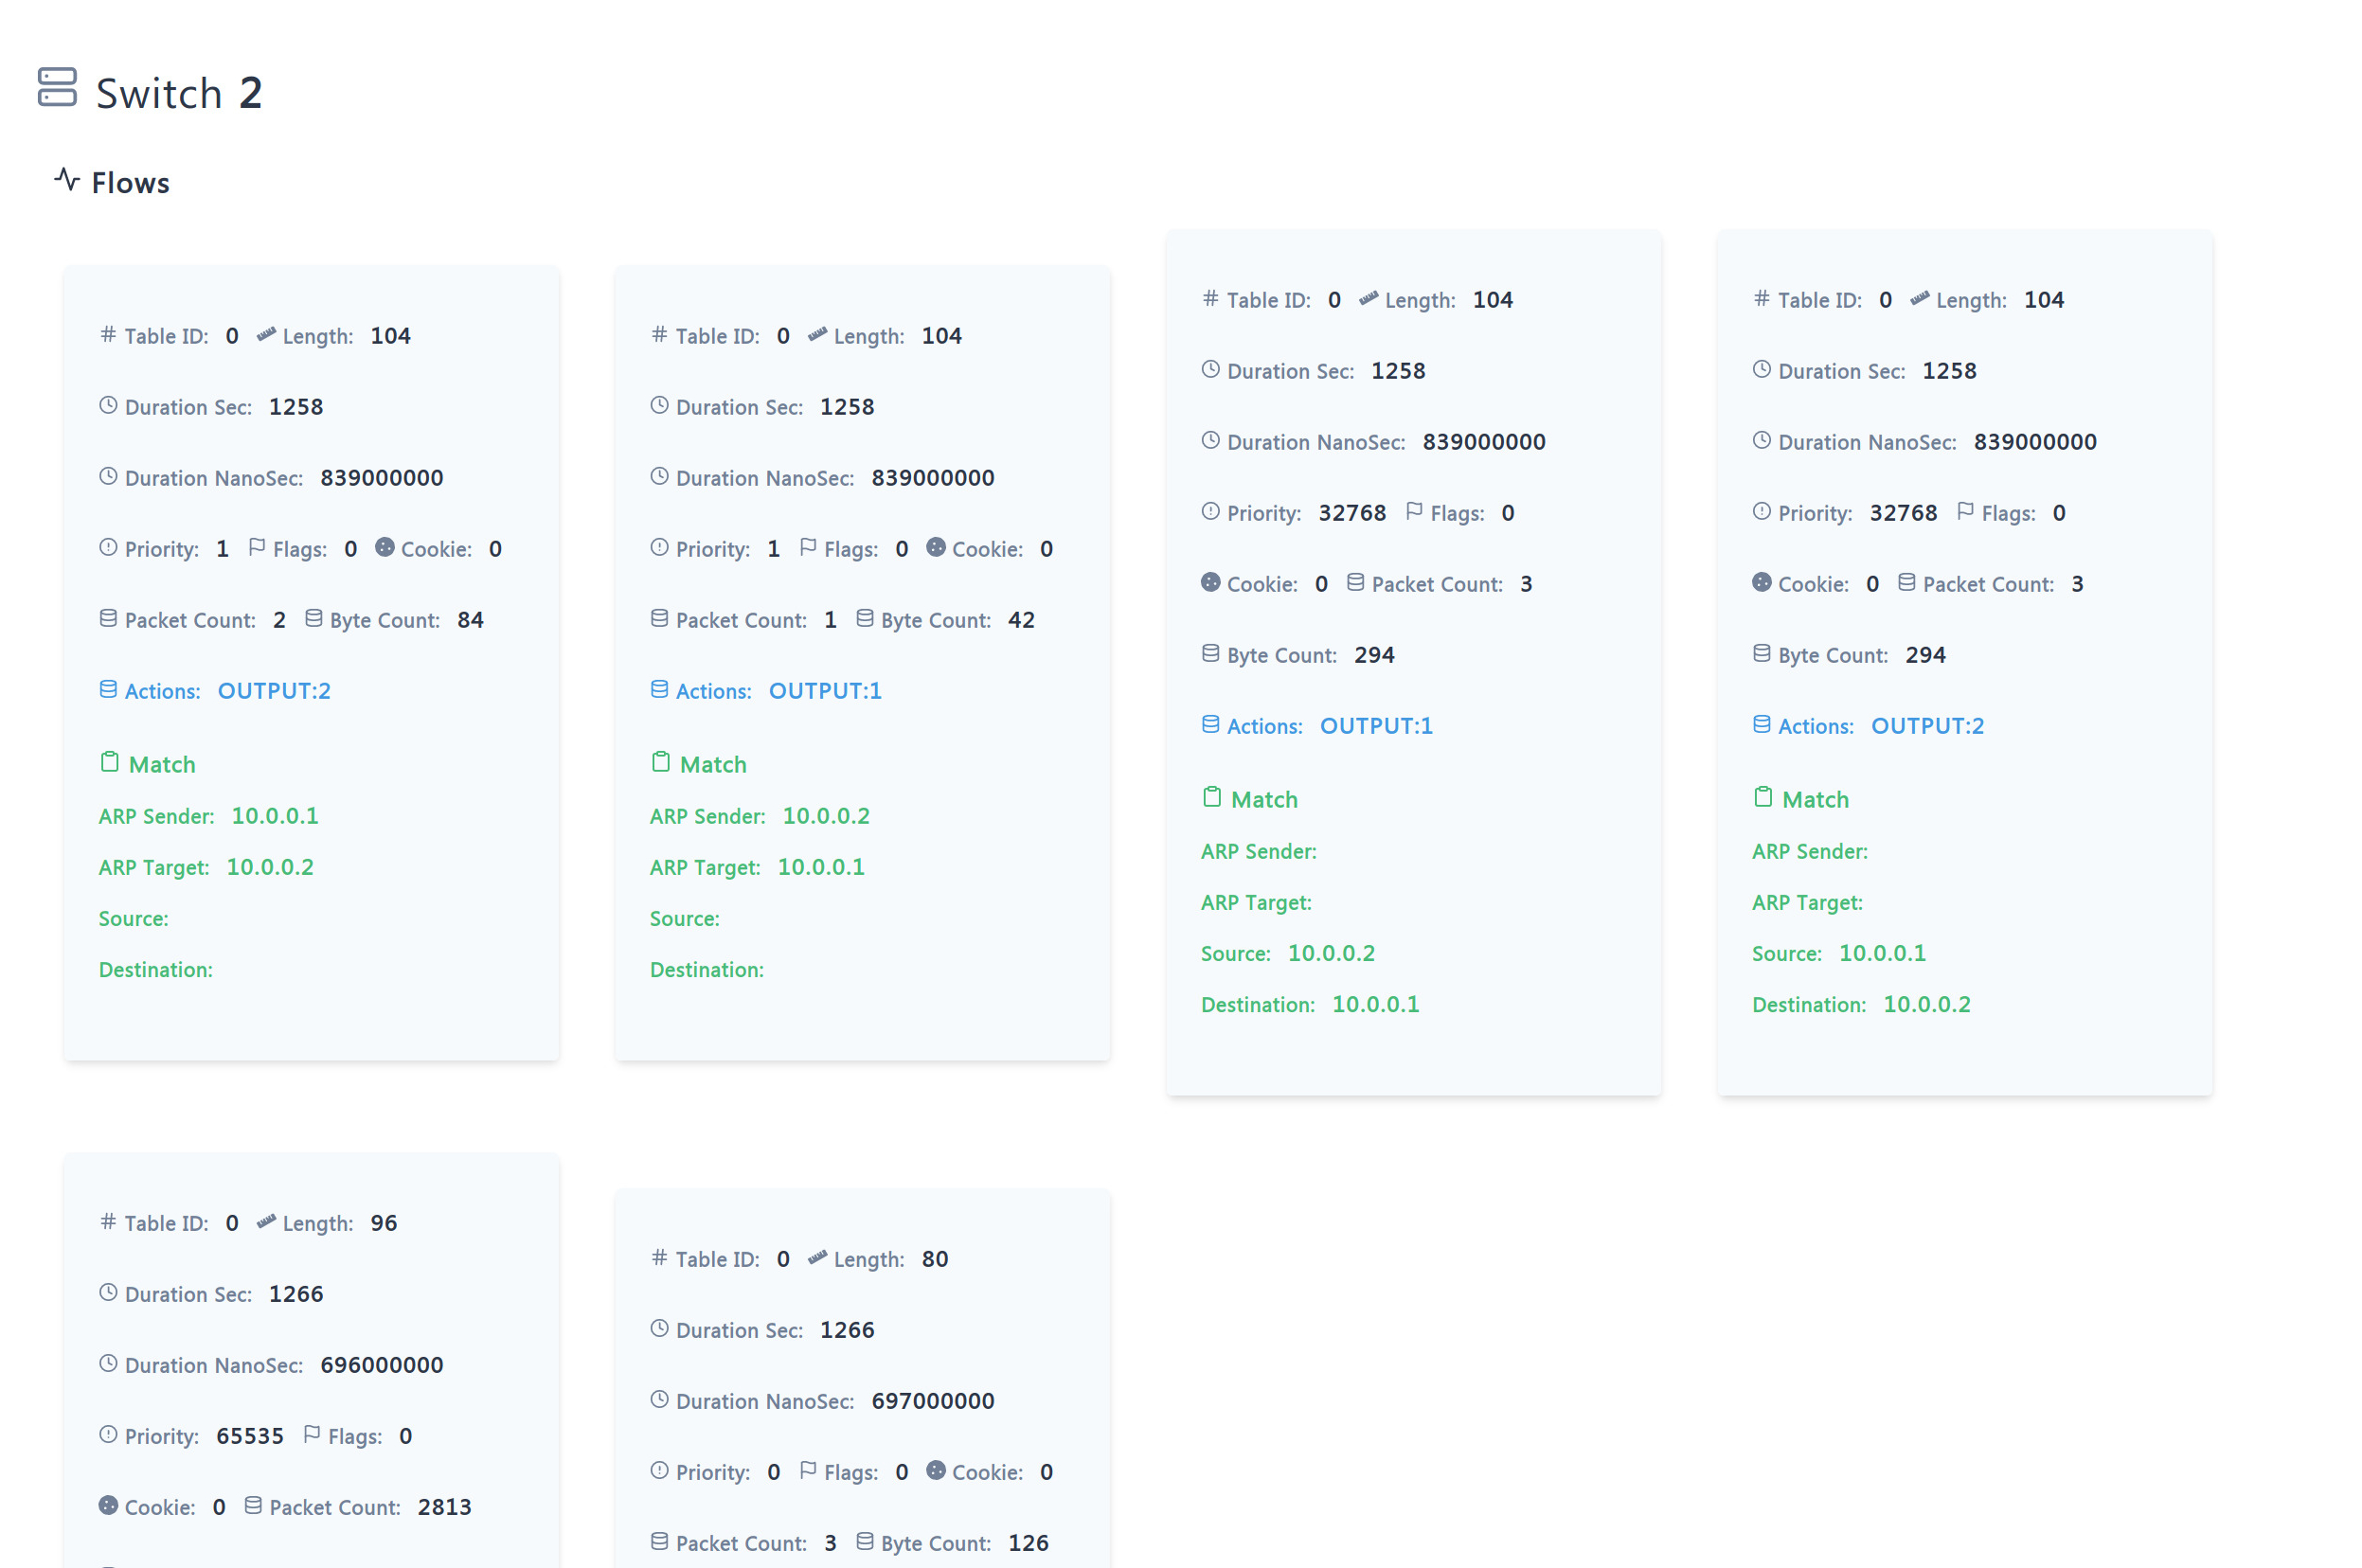 Switch 2
Flows
Table ID: 0 Length: 104
Duration Sec: 1258
Duration NanoSec: 839000000
Priority: 1 Flags: 0 Cookie: 0
Packet Count: 2 Byte Count: 84
Actions: OUTPUT:2
Match
ARP Sender: 10.0.0.1
ARP Target: 10.0.0.2
Source:
Destination:
Table ID: 0 Length: 104
Duration Sec: 1258
Duration NanoSec: 839000000
Priority: 1 Flags: 0 Cookie: 0
Packet Count: 1 Byte Count: 42
Actions: OUTPUT:1
Match
ARP Sender: 10.0.0.2
ARP Target: 10.0.0.1
Source:
Destination:
Table ID: 0 Length: 104
Duration Sec: 1258
Duration NanoSec: 839000000
Priority: 32768 Flags: 0
Cookie: 0 Packet Count: 3
Byte Count: 294
Actions: OUTPUT:1
Match
ARP Sender:
ARP Target:
Source: 10.0.0.2
Destination: 10.0.0.1
Table ID: 0 Length: 104
Duration Sec: 1258
Duration NanoSec: 839000000
Priority: 32768 Flags: 0
Cookie: 0 Packet Count: 3
Byte Count: 294
Actions: OUTPUT:2
Match
ARP Sender:
ARP Target:
Source: 10.0.0.1
Destination: 10.0.0.2
Table ID: 0 Length: 96
Duration Sec: 1266
Duration NanoSec: 696000000
Priority: 65535 Flags: 0
Cookie: 0 Packet Count: 2813
Table ID: 0 Length: 80
Duration Sec: 1266
Duration NanoSec: 697000000
Priority: 0 Flags: 0 Cookie: 0
Packet Count: 3 Byte Count: 126